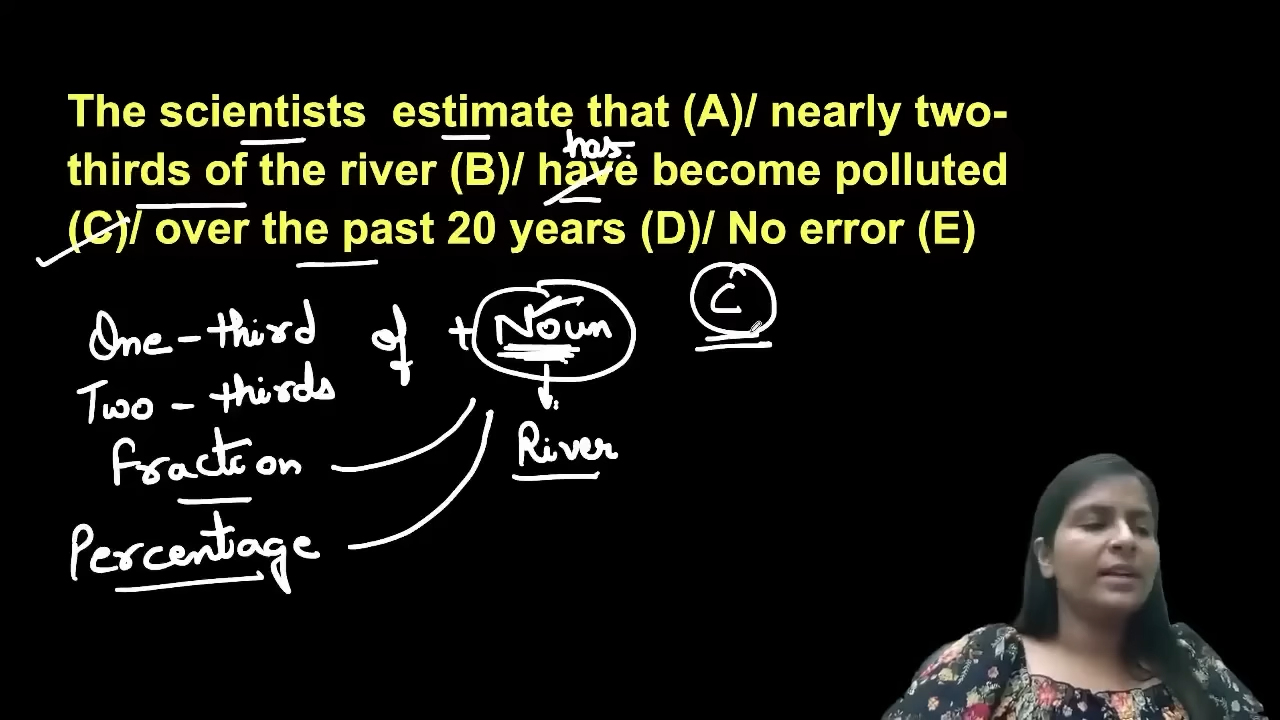 The scientists estimate that (A)/ nearly two-
has
thirds of the river (B)/ have become polluted
(C)/ over the past 20 years (D)/ No error (E)
One-third of + Noun
C
Two-thirds
River
Fraction
Percentage